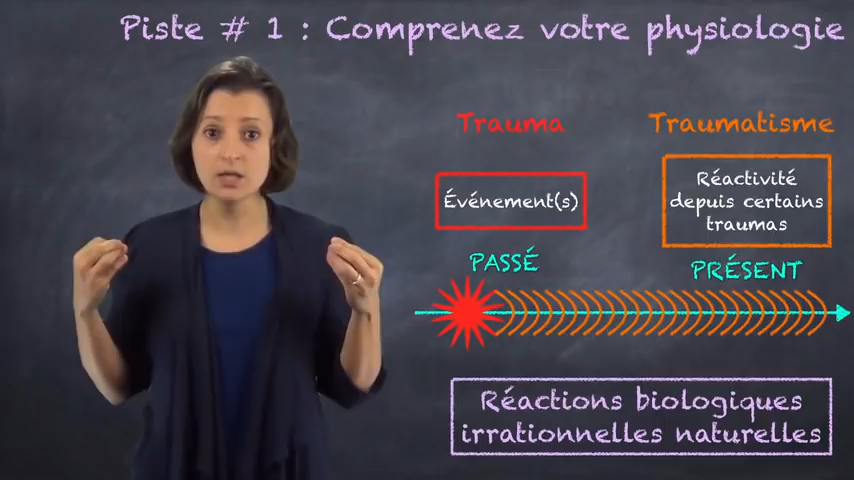 Piste # 1 : Comprenez votre physiologie
Trauma
Traumatisme
Événement(s)
Réactivité
depuis certains
traumas
PASSÉ
PRÉSENT
Réactions biologiques
irrationnelles naturelles